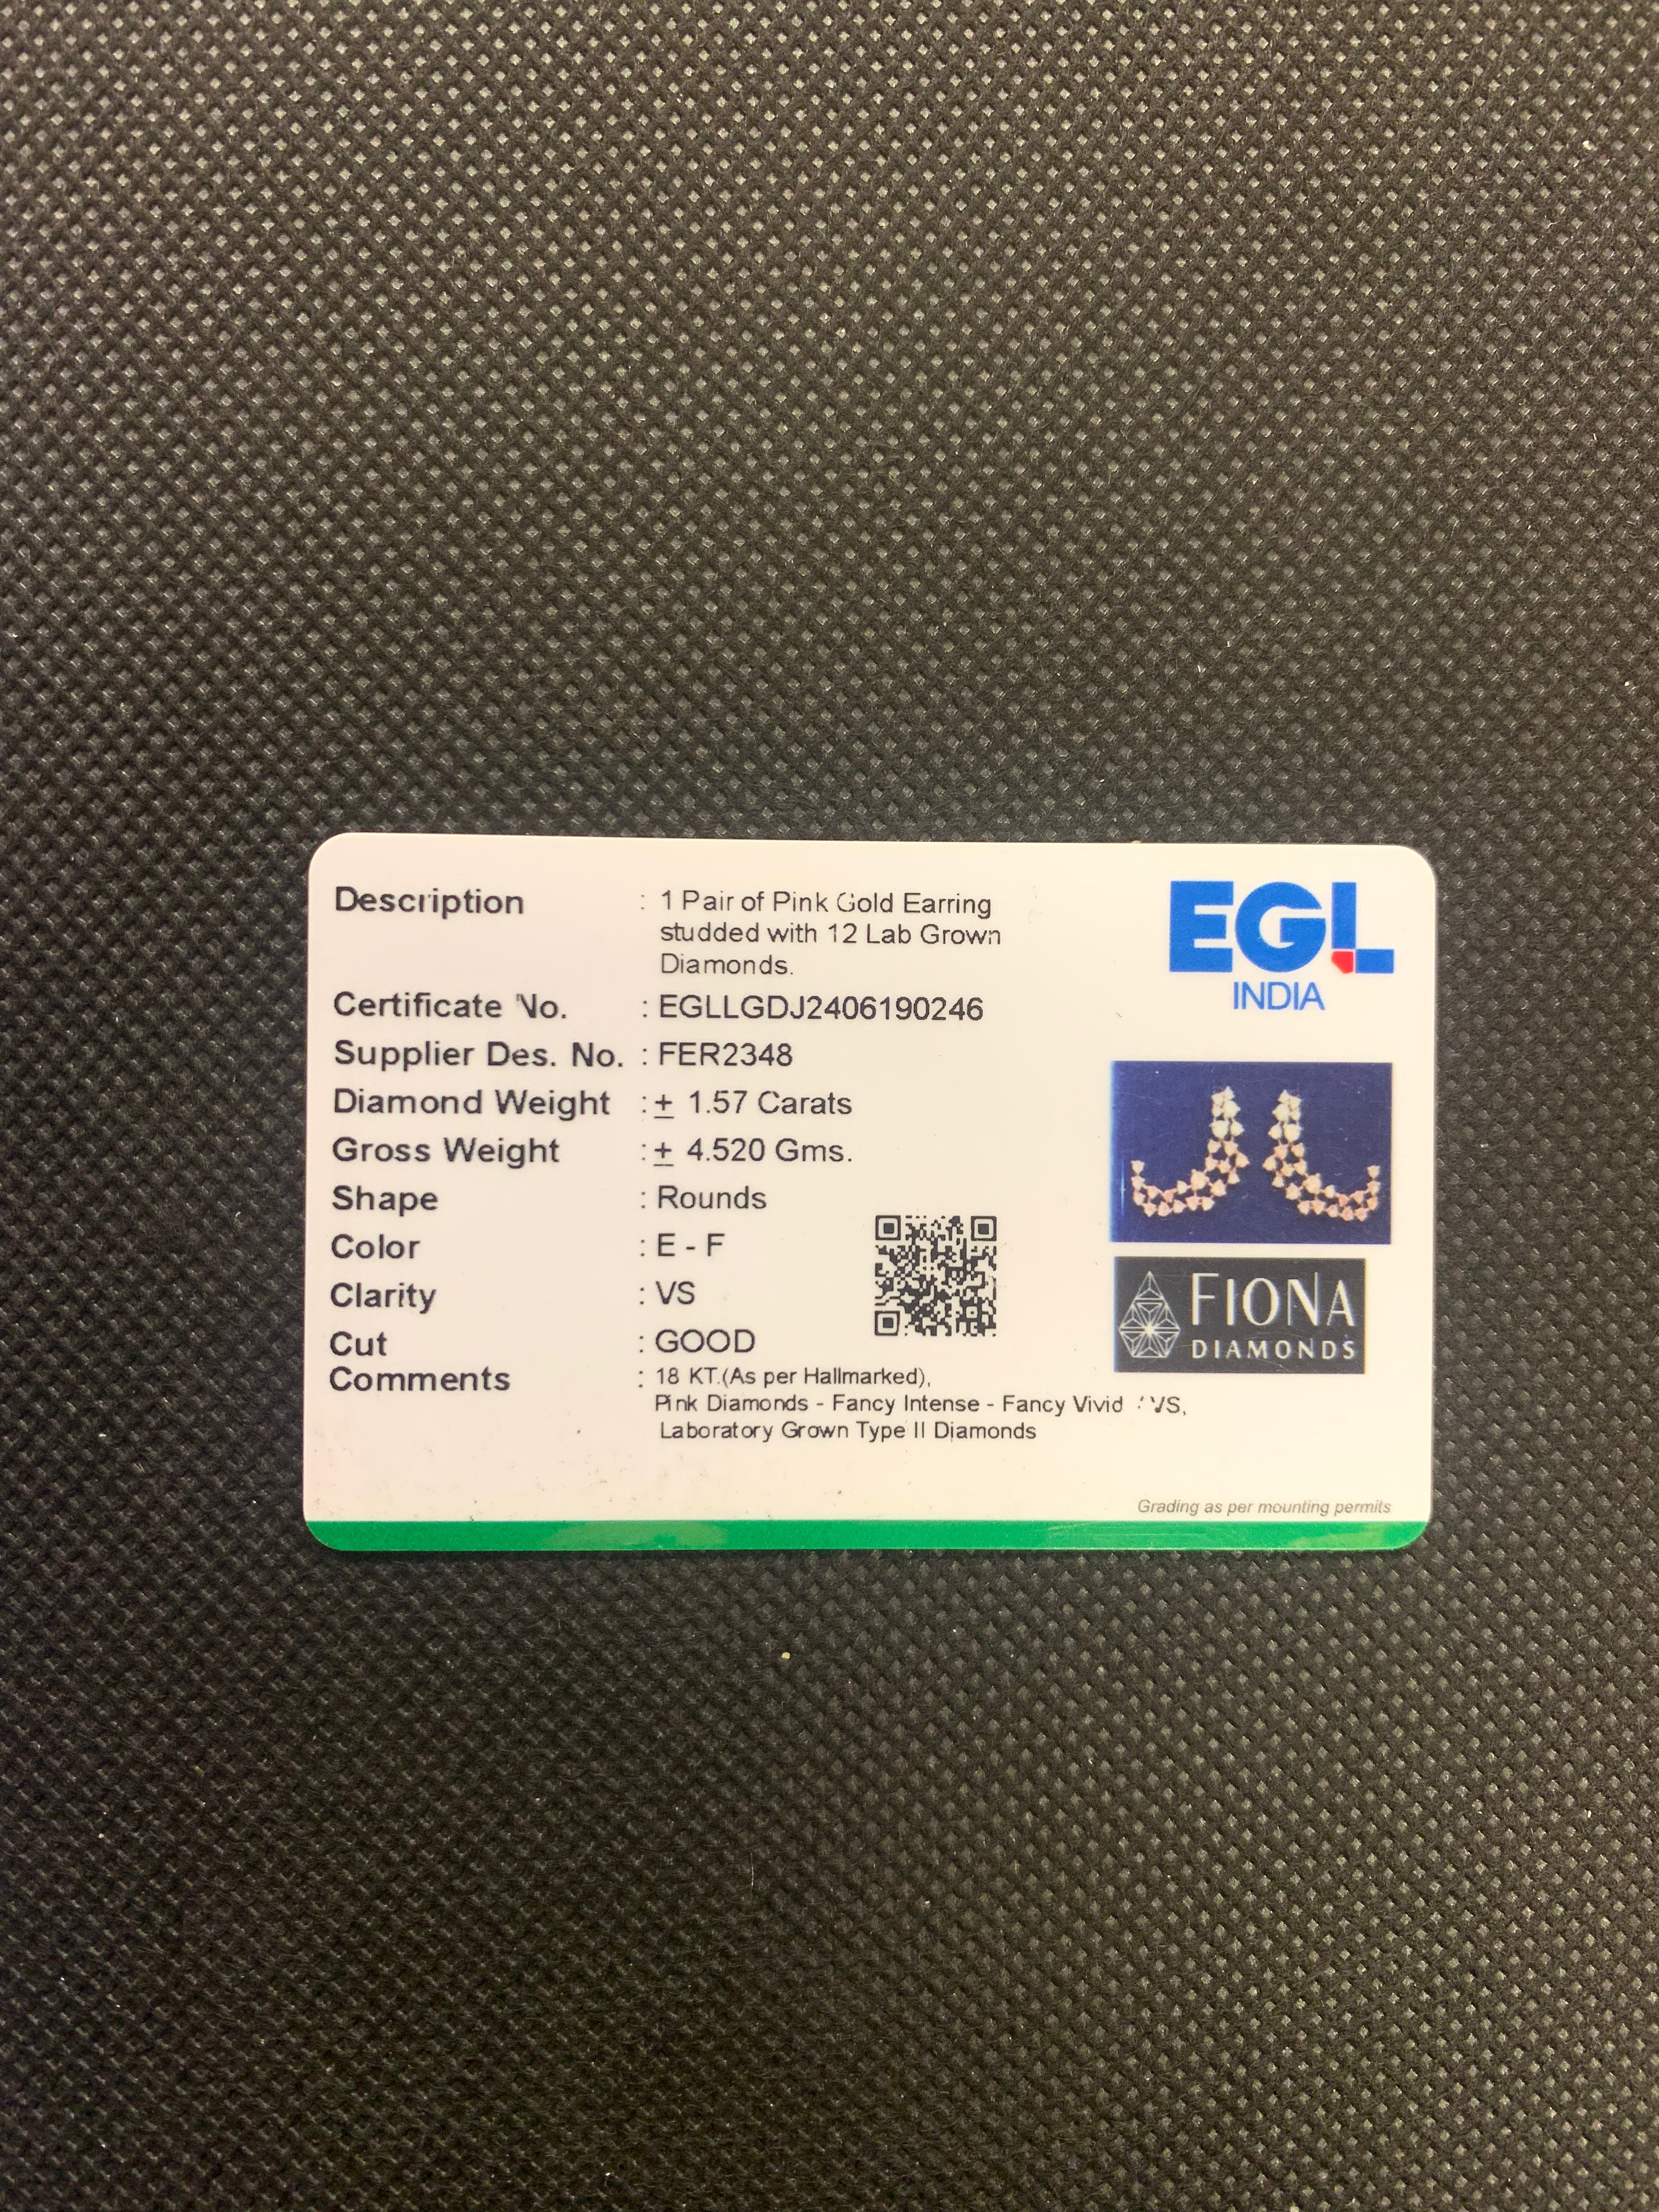 EGL
INDIA
Description : 1 Pair of Pink Gold Earring
studded with 12 Lab Grown
Diamonds.
Certificate No. : EGLLGDJ2406190246
Supplier Des. No. : FER2348
Diamond Weight : ± 1.57 Carats
Gross Weight : ± 4.520 Gms.
Shape : Rounds
Color : E - F
Clarity : VS
Cut : GOOD
Comments : 18 KT.(As per Hallmarked),
Pink Diamonds - Fancy Intense - Fancy Vivid / VS,
Laboratory Grown Type II Diamonds
FIONA
DIAMONDS
Grading as per mounting permits